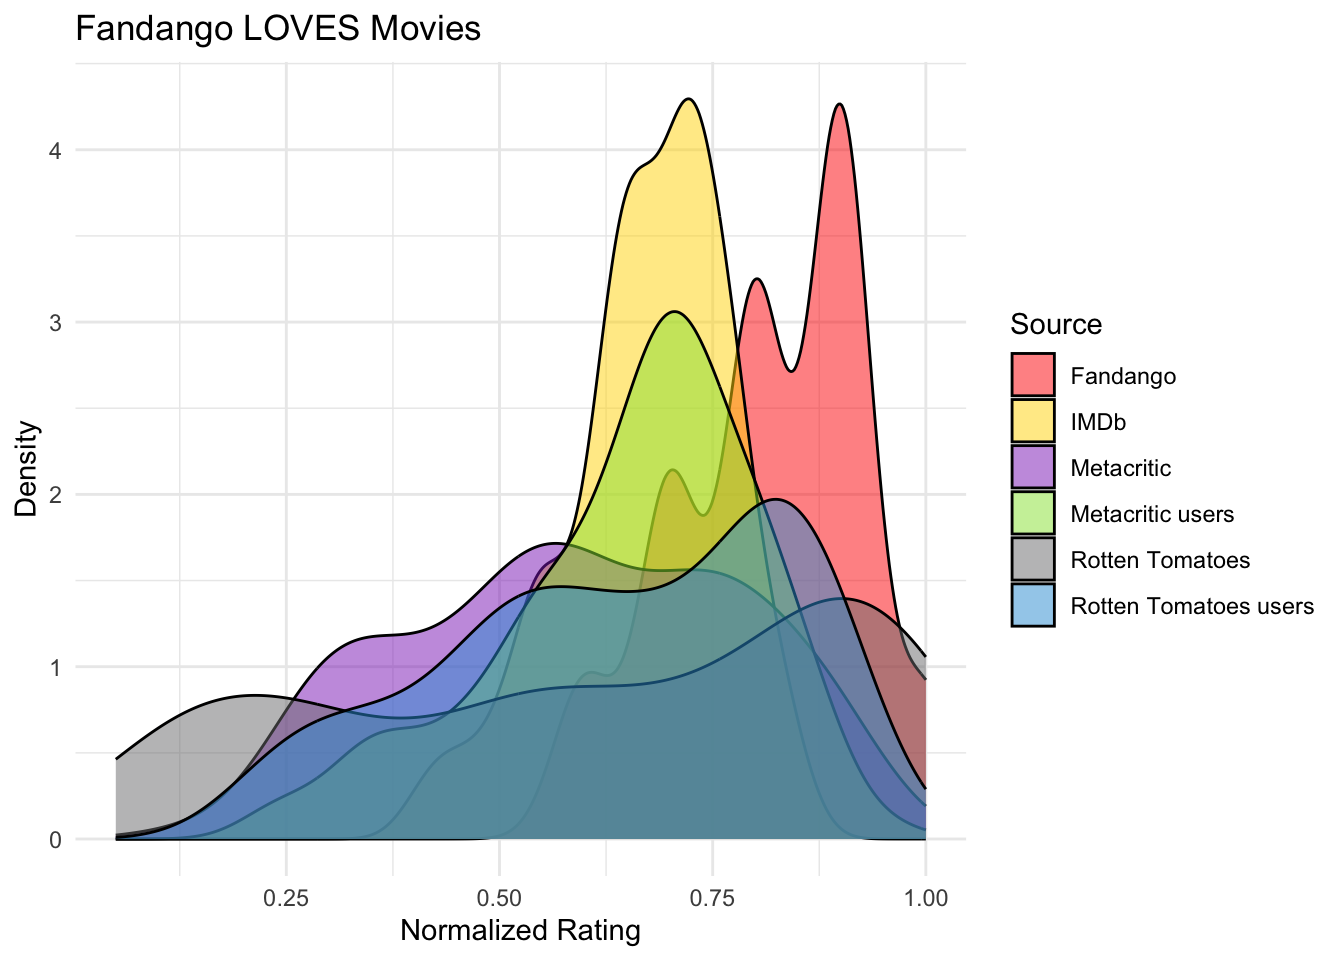 Fandango LOVES Movies
4
3
2
1
0
Density
0.25 0.50 0.75 1.00
Normalized Rating
Source
Fandango
IMDb
Metacritic
Metacritic users
Rotten Tomatoes
Rotten Tomatoes users